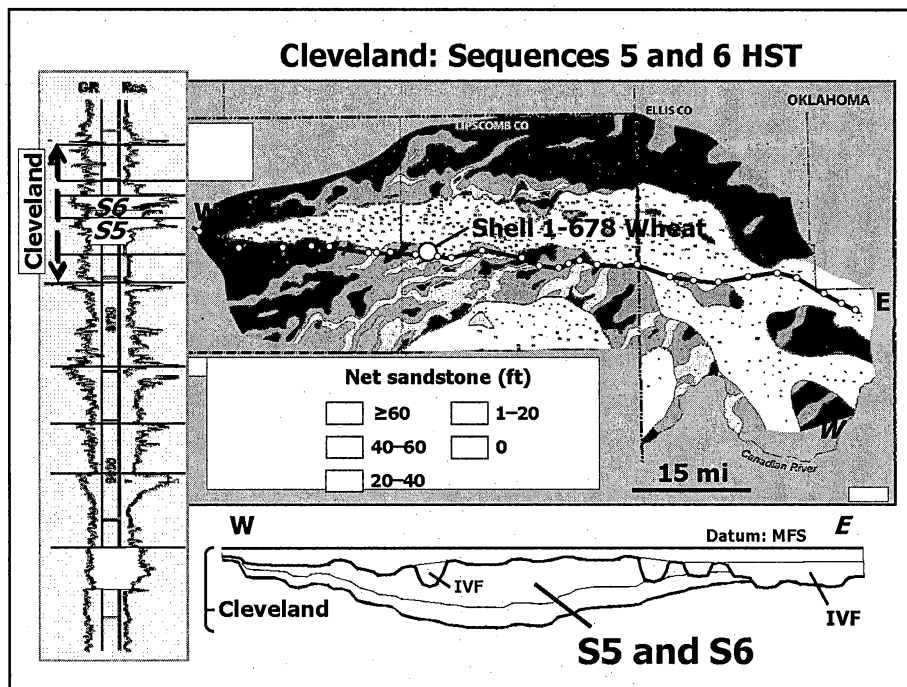 Cleveland: Sequences 5 and 6 HST
GR Res
Cleveland
S6
S5
OKLAHOMA
ELLIS CO
LIPSCOMB CO
W
Shell 1-678 Wheat
E
W
Canadian River
15 mi
Net sandstone (ft)
≥60
1–20
40–60
0
20–40
W
E
Datum: MFS
IVF
IVF
Cleveland
S5 and S6